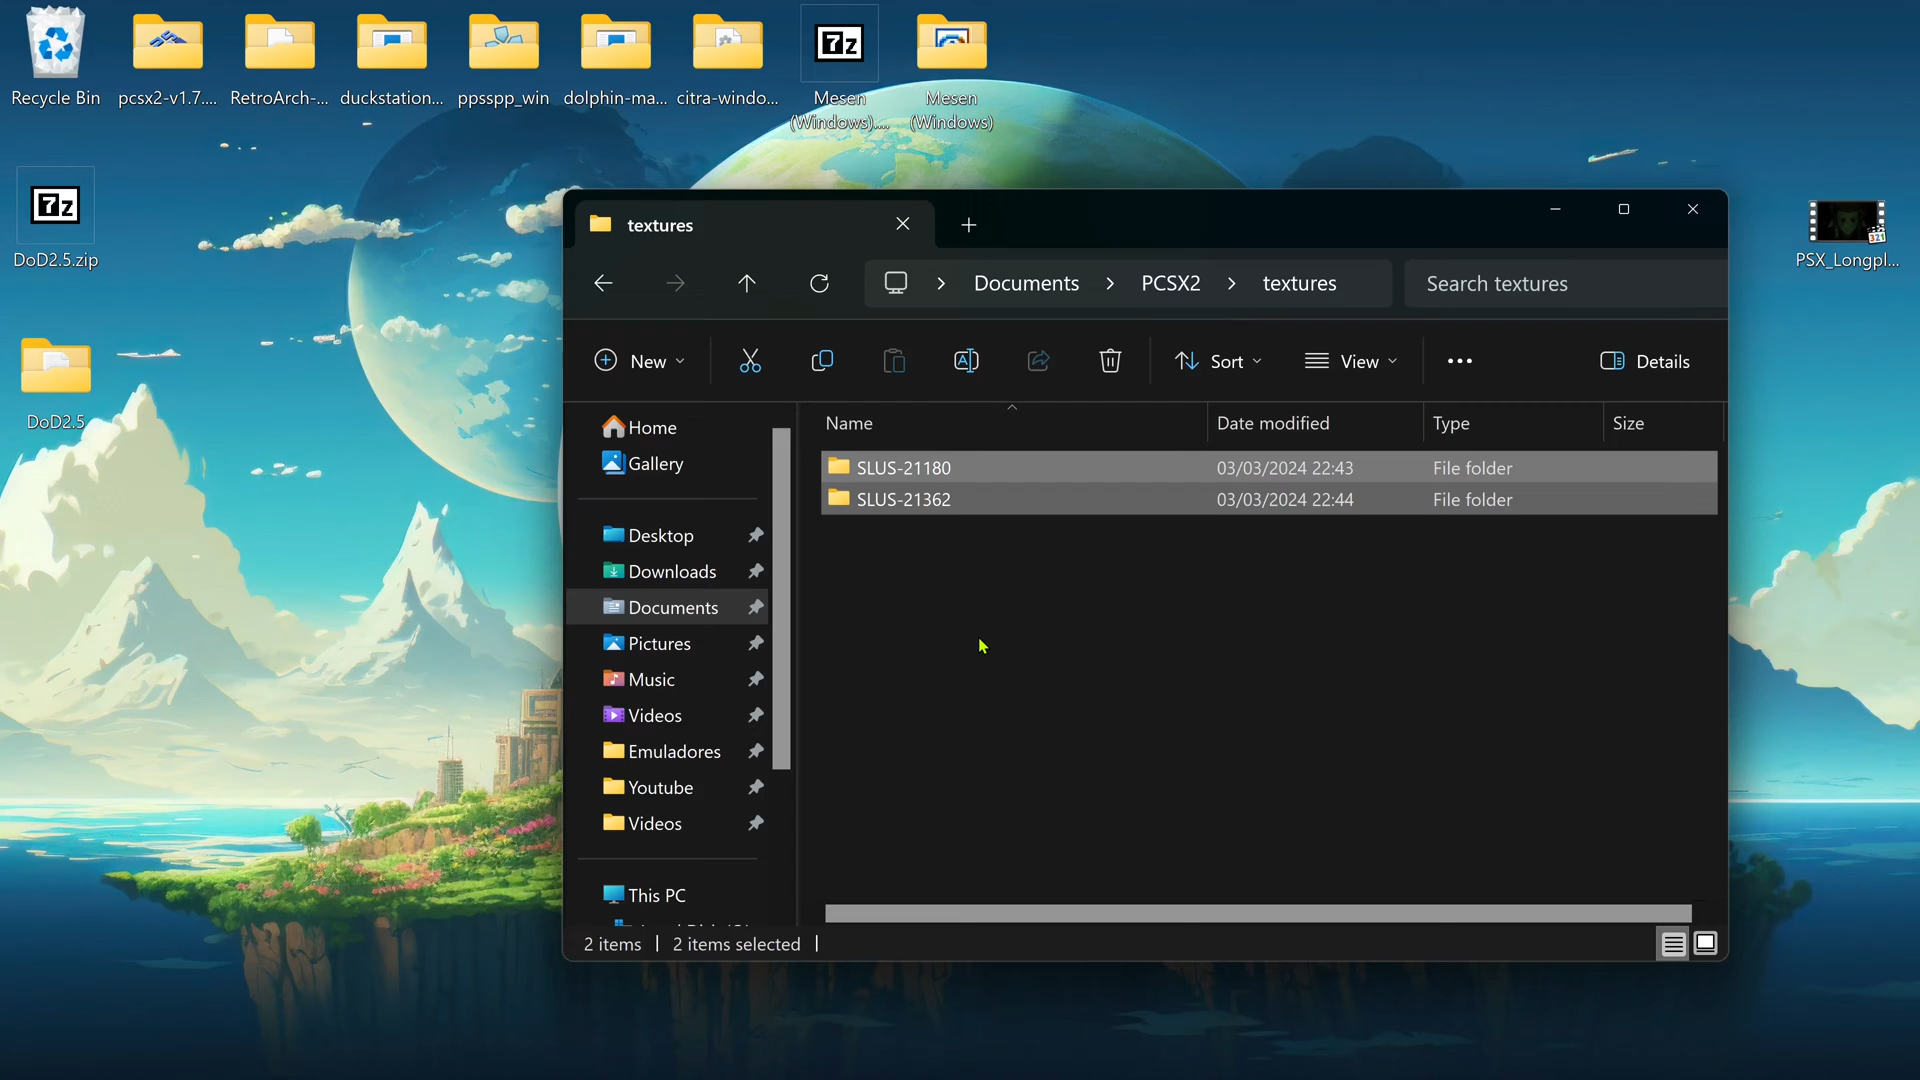 Recycle Bin
pcsx2-v1.7....
RetroArch-...
duckstation...
ppsspp_win
dolphin-ma...
citra-windo...
Mesen
(Windows)....
Mesen
(Windows)
DoD2.5.zip
DoD2.5
PSX_Longpl...
textures
Documents
PCSX2
textures
Search textures
New
Sort
View
Details
Name
Date modified
Type
Size
SLUS-21180 03/03/2024 22:43 File folder
SLUS-21362 03/03/2024 22:44 File folder
Home
Gallery
Desktop
Downloads
Documents
Pictures
Music
Videos
Emuladores
Youtube
Videos
This PC
2 items
2 items selected
7z
7z
321